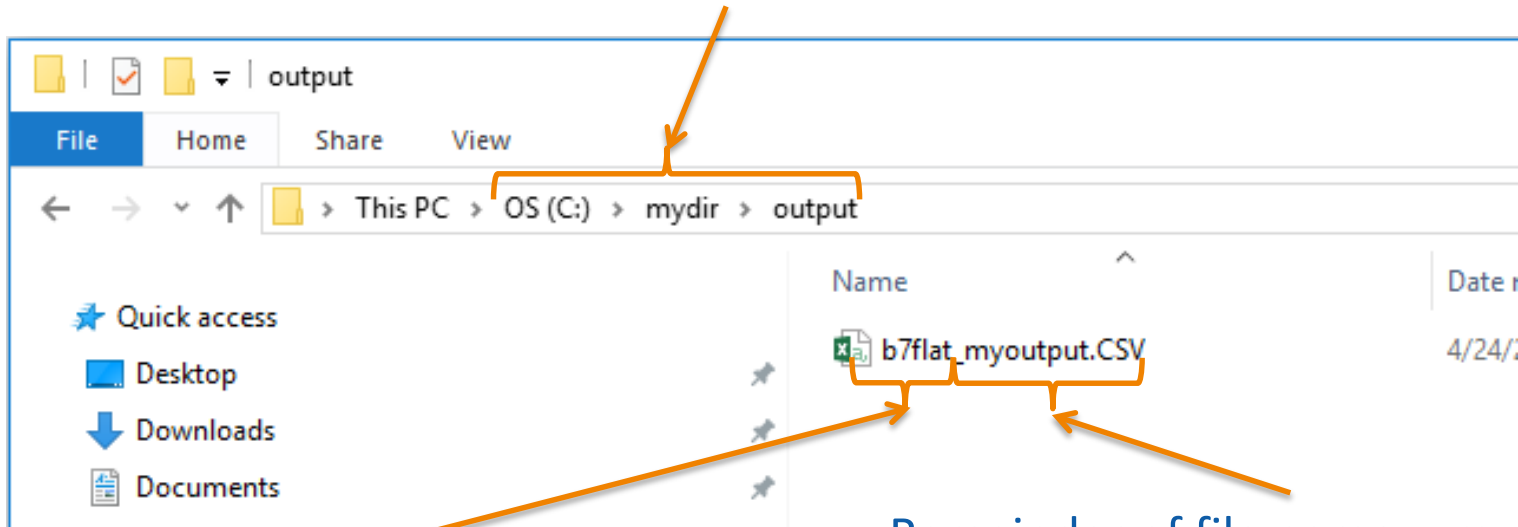 output
File Home Share View
This PC > OS (C:) > mydir > output
Name Date
Quick access
b7flat_myoutput.CSV 4/24/
Desktop
Downloads
Documents